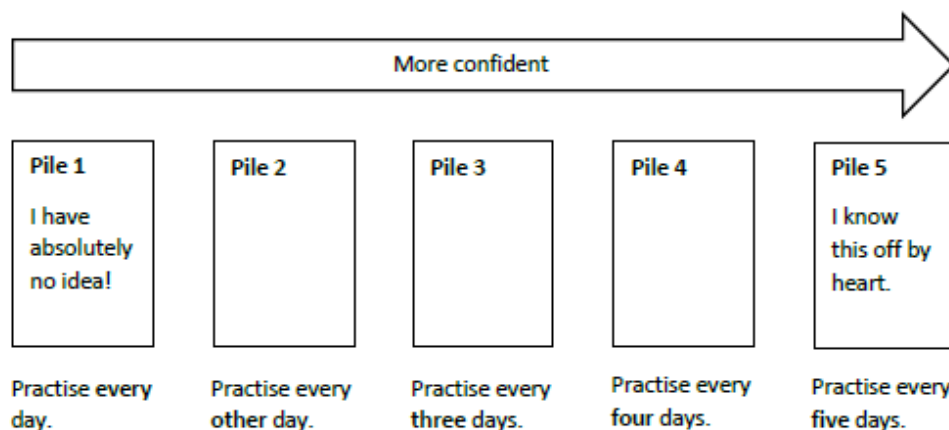 More confident
Pile 1
I have
absolutely
no idea!
Pile 2
Pile 3
Pile 4
Pile 5
I know
this off by
heart.
Practise every
day.
Practise every
other day.
Practise every
three days.
Practise every
four days.
Practise every
five days.